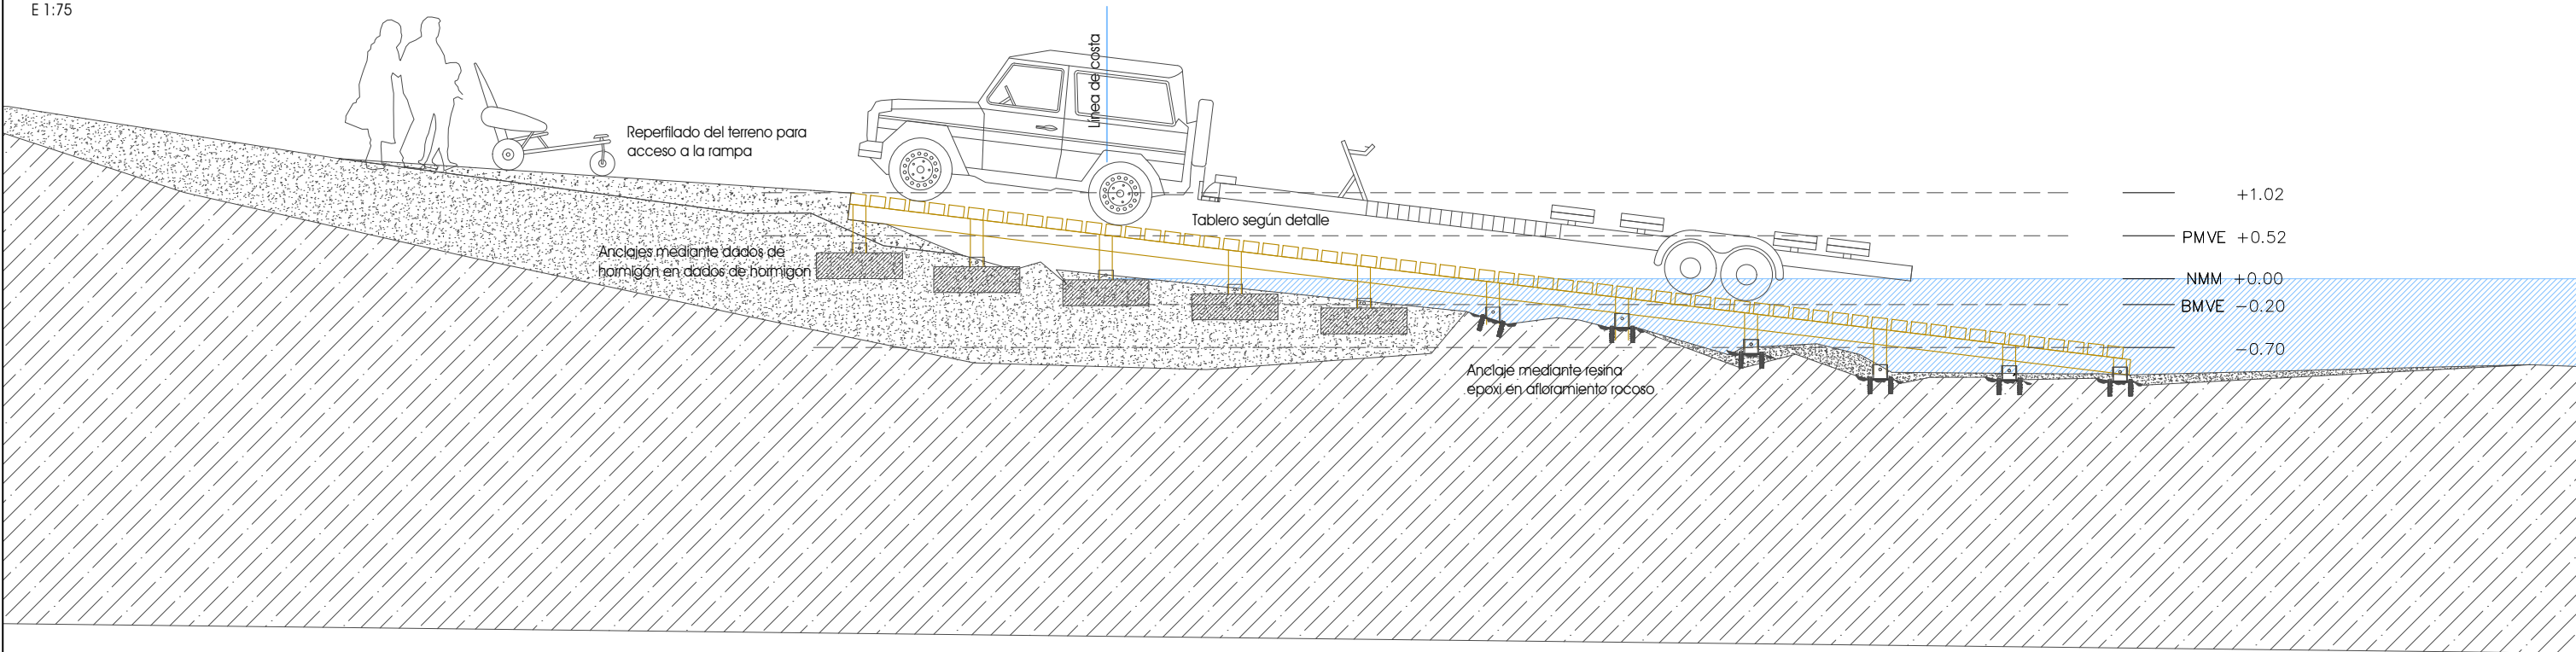 E 1:75
Línea de costa
Reperfilado del terreno para
acceso a la rampa
Tablero según detalle
Anclajes mediante dados de
hormigón en dados de hormigón
Anclaje mediante resina
epoxi en afloramiento rocoso
+1.02
PMVE +0.52
NMM +0.00
BMVE -0.20
-0.70